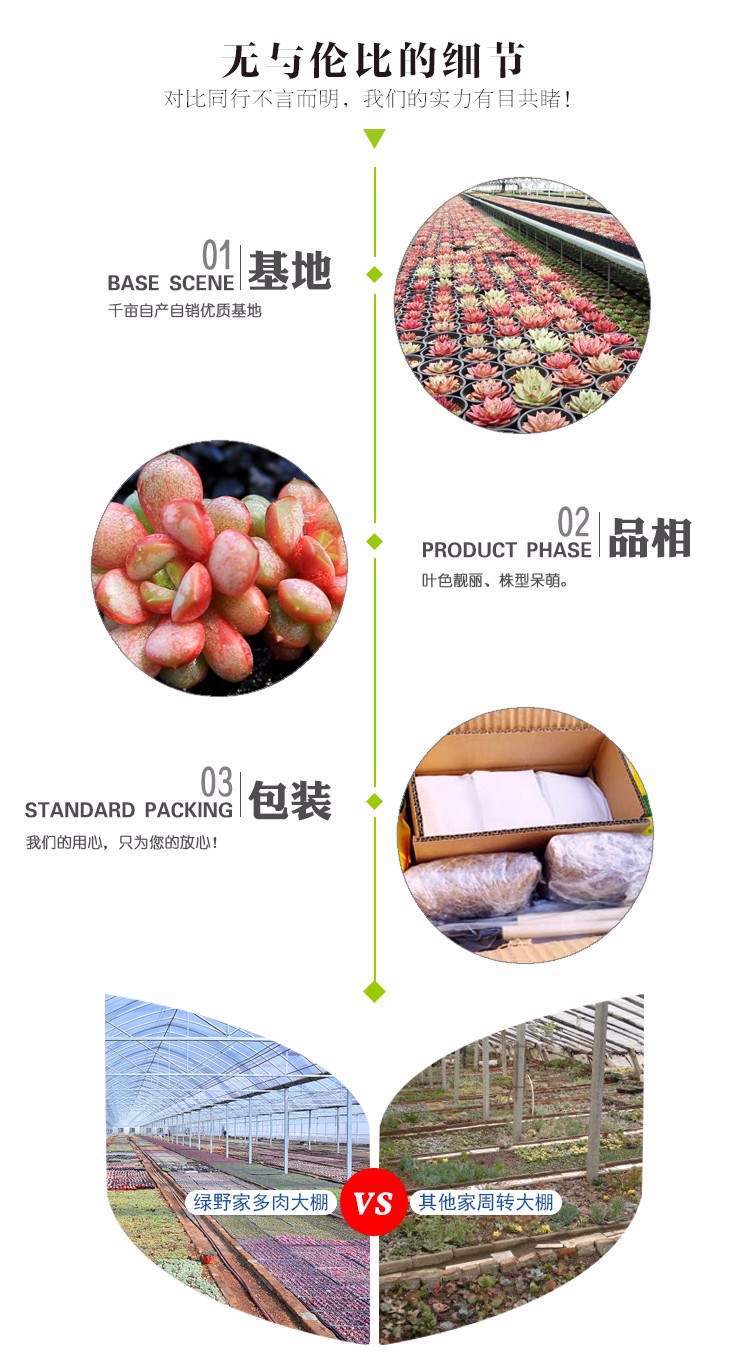 无与伦比的细节
对比同行不言而明，我们的实力有目共睹！
01
BASE SCENE
基地
千亩自产自销优质基地
02
PRODUCT PHASE
品相
叶色靓丽、株型呆萌。
03
STANDARD PACKING
包装
我们的用心，只为您的放心！
绿野家多肉大棚
VS
其他家周转大棚